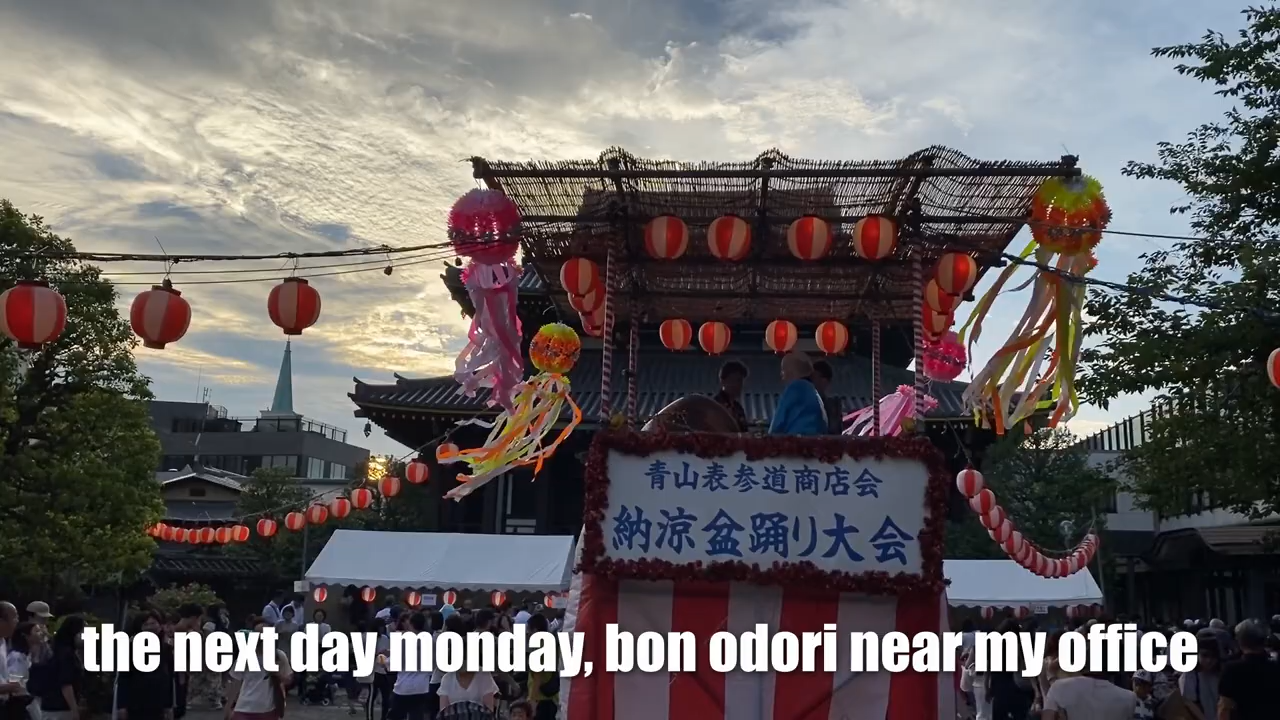 青山表参道商店会
納涼盆踊り大会
the next day monday, bon odori near my office